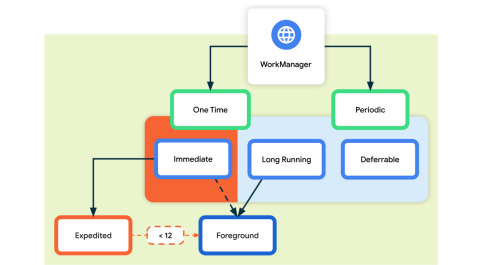 WorkManager
One Time
Periodic
Immediate
Long Running
Deferrable
Expedited
< 12
Foreground